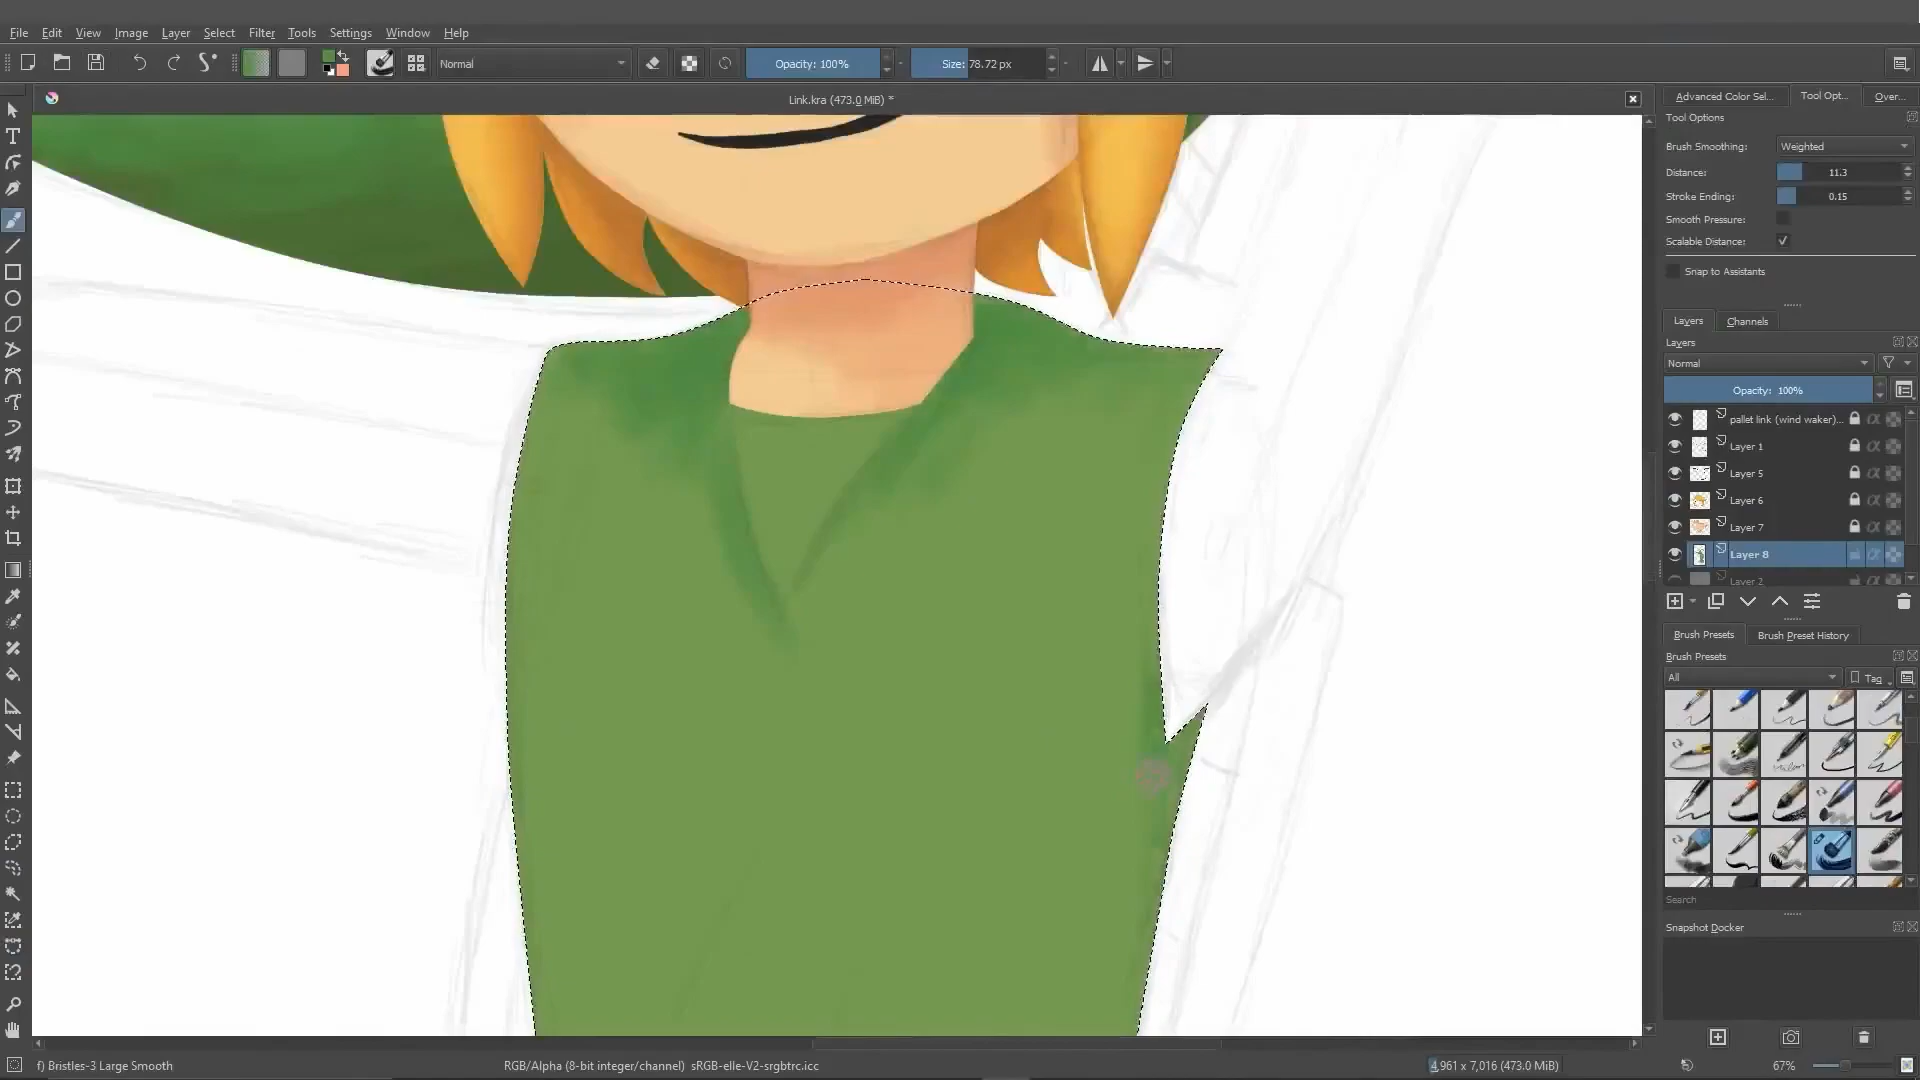 File Edit View Image Layer Select Filter Tools Settings Window Help
Normal Opacity: 100% Size: 78.72 px
Link.kra (473.0 MiB) *
Advanced Color Sel... Tool Opt... Over...
Tool Options
Brush Smoothing: Weighted
Distance: 11.3
Stroke Ending: 0.15
Smooth Pressure:
Scalable Distance:
Snap to Assistants
Layers Channels
Layers
Normal
Opacity: 100%
pallet link (wind waker)...
Layer 1
Layer 5
Layer 6
Layer 7
Layer 8
Layer 2
Brush Presets Brush Preset History
Brush Presets
All Tag
Search
Snapshot Docker
f) Bristles-3 Large Smooth RGB/Alpha (8-bit integer/channel) sRGB-elle-V2-srgbtrc.icc 4,961 x 7,016 (473.0 MiB) 67%